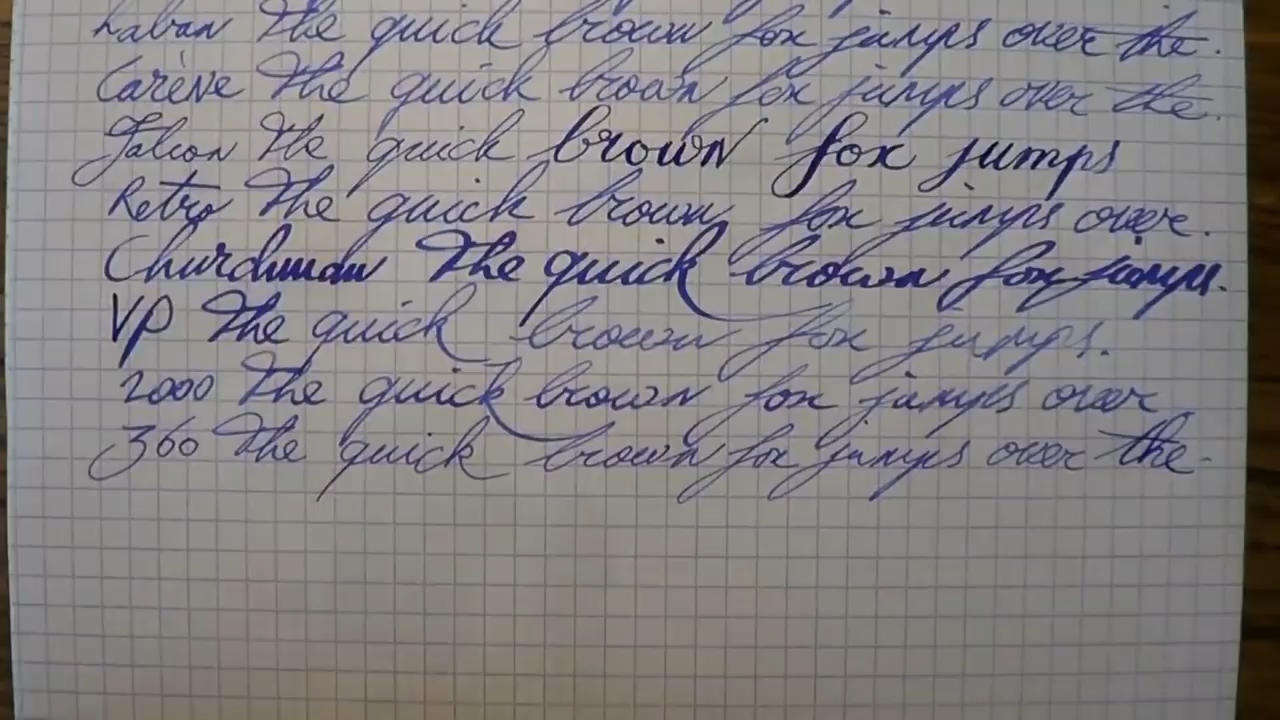 Laban The quick brown fox jumps over the.
Carène The quick brown fox jumps over the.
Falcon The quick brown fox jumps
Retro The quick brown fox jumps over.
Churchman The quick brown fox jumps.
VP The quick brown fox jumps.
2000 The quick brown fox jumps over
360 The quick brown fox jumps over the-